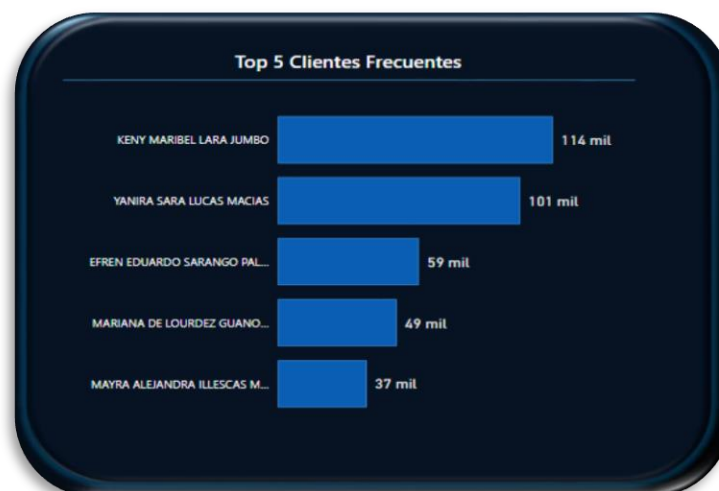 Top 5 Clientes Frecuentes
KENY MARIBEL LARA JUMBO 114 mil
YANIRA SARA LUCAS MACIAS 101 mil
EFREN EDUARDO SARANGO PAL... 59 mil
MARIANA DE LOURDEZ GUANO... 49 mil
MAYRA ALEJANDRA ILLESCAS M... 37 mil